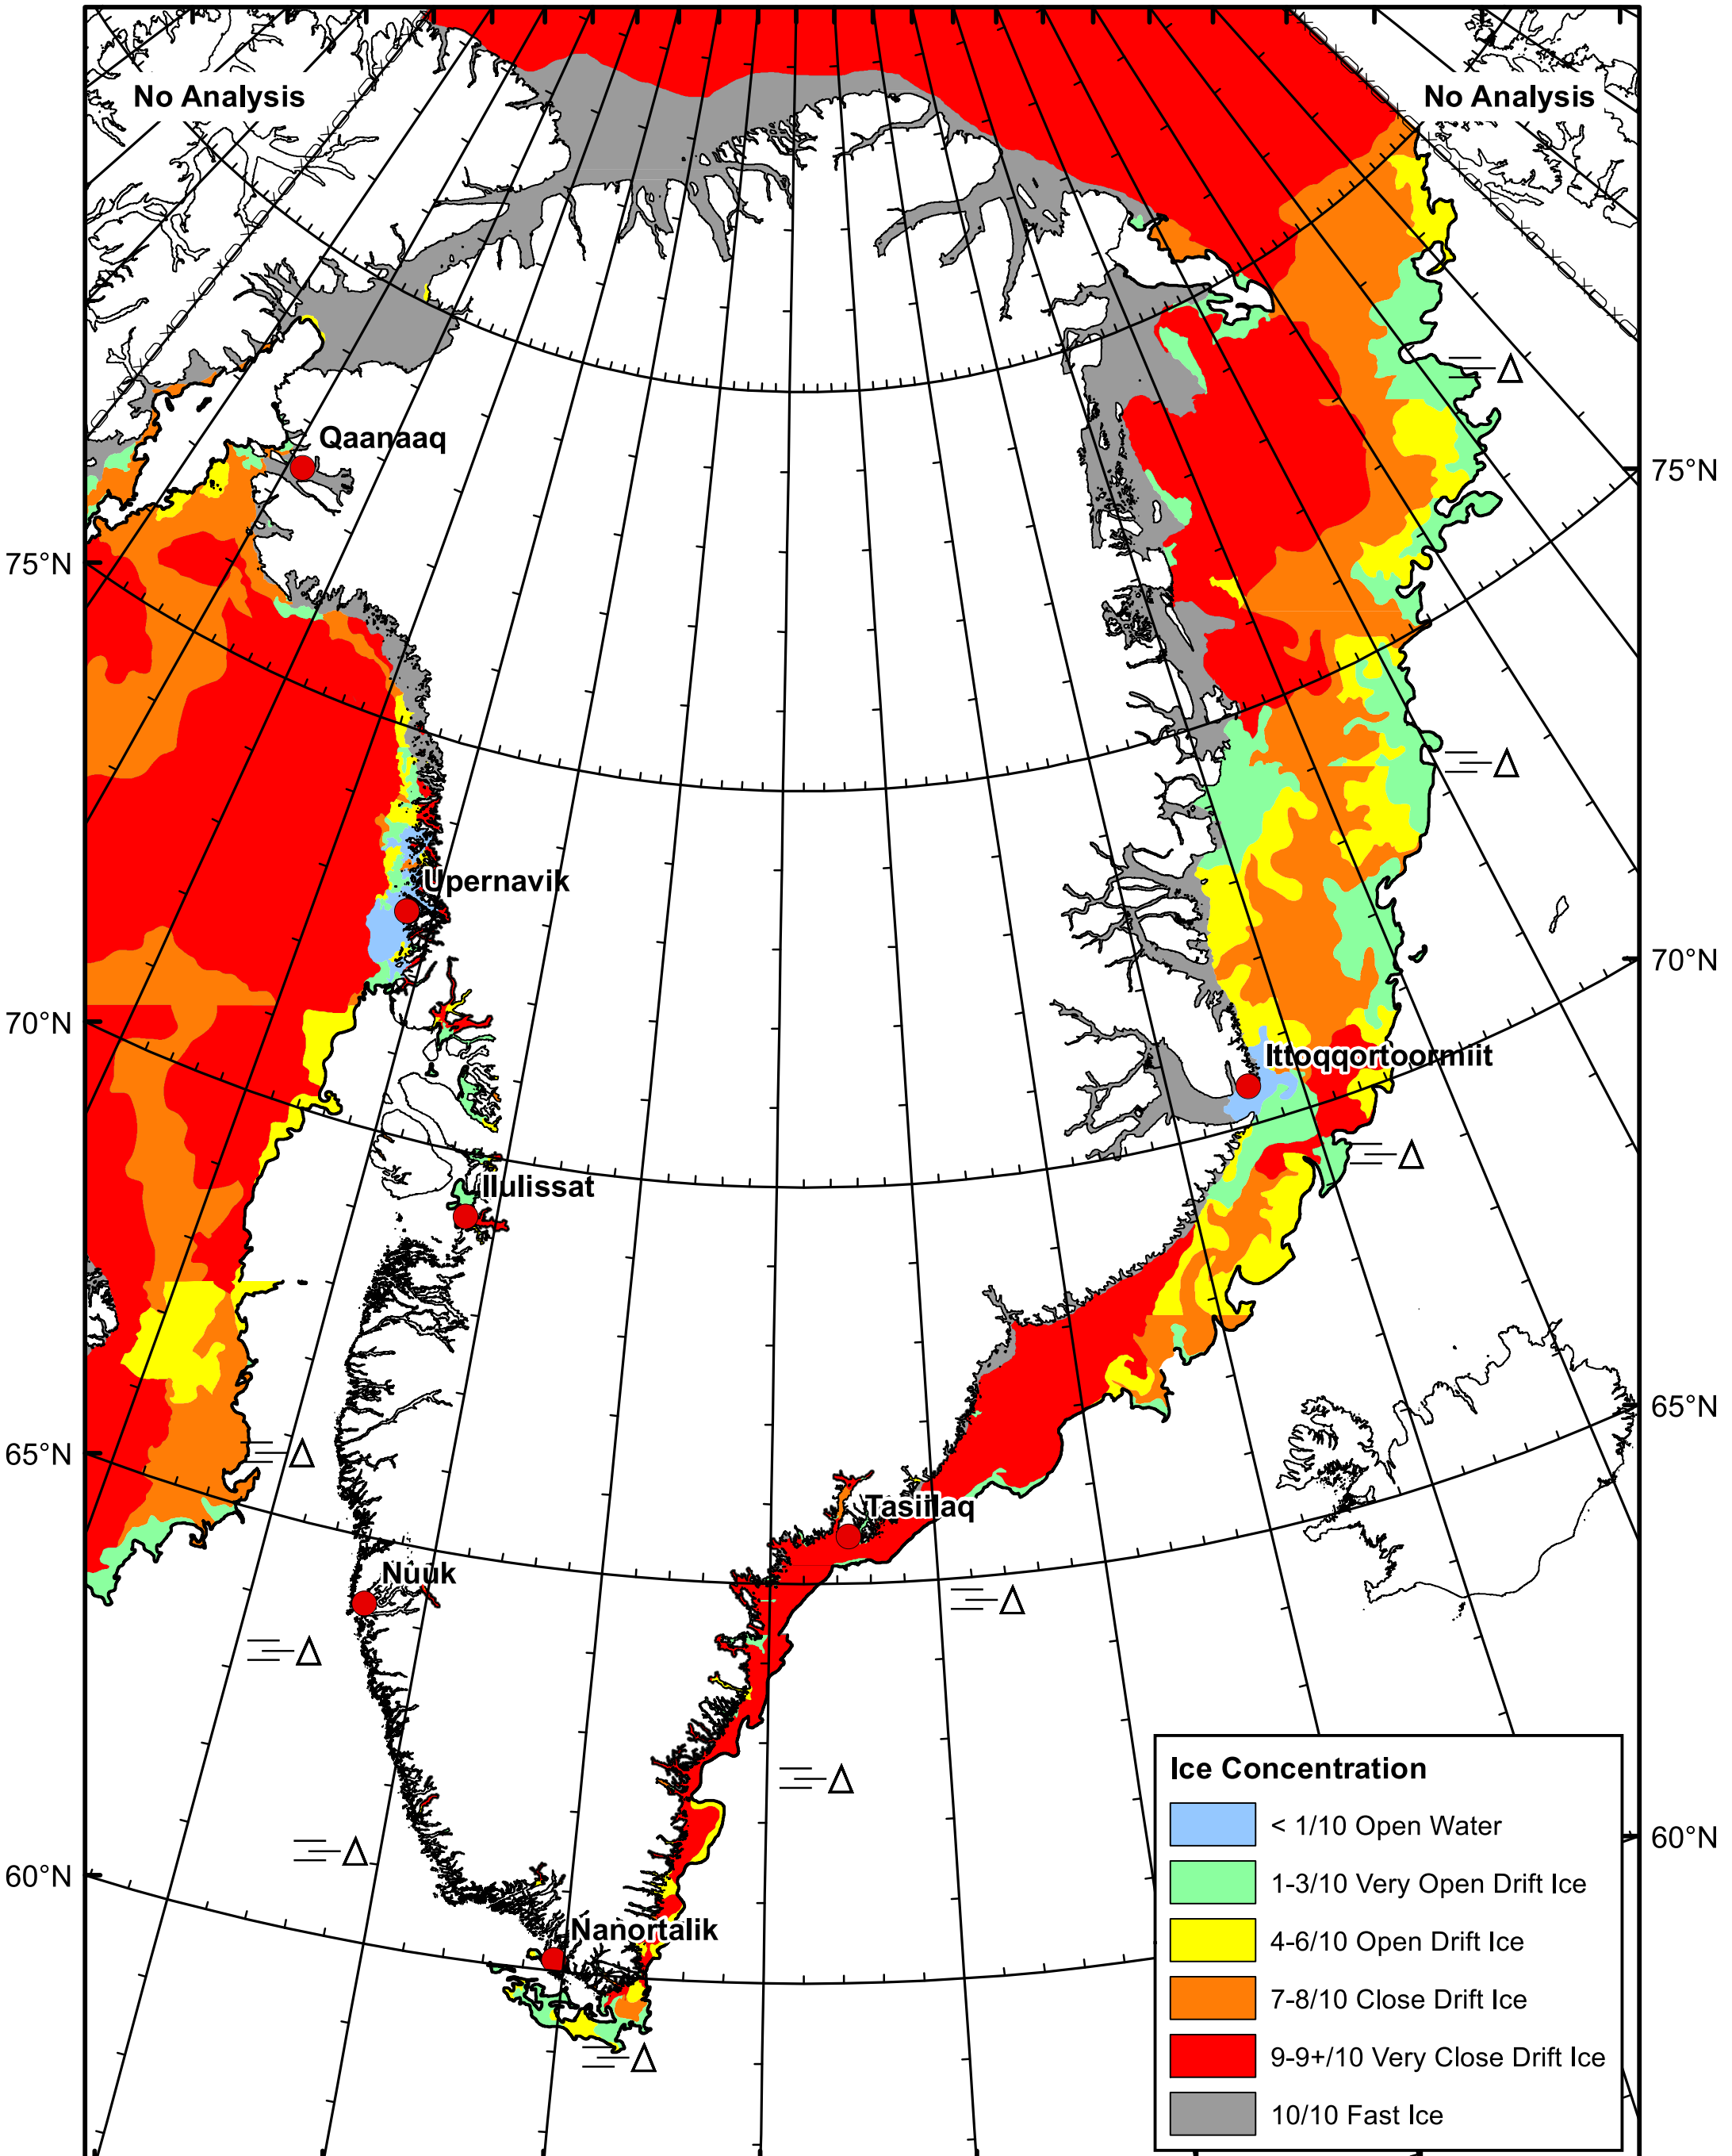 No Analysis
No Analysis
Qaanaaq
75°N
75°N
Upernavik
70°N
70°N
Ittoqqortoormiit
Ilulissat
65°N
65°N
Tasiilaq
Nuuk
60°N
60°N
Nanortalik
Ice Concentration
< 1/10 Open Water
1-3/10 Very Open Drift Ice
4-6/10 Open Drift Ice
7-8/10 Close Drift Ice
9-9+/10 Very Close Drift Ice
10/10 Fast Ice